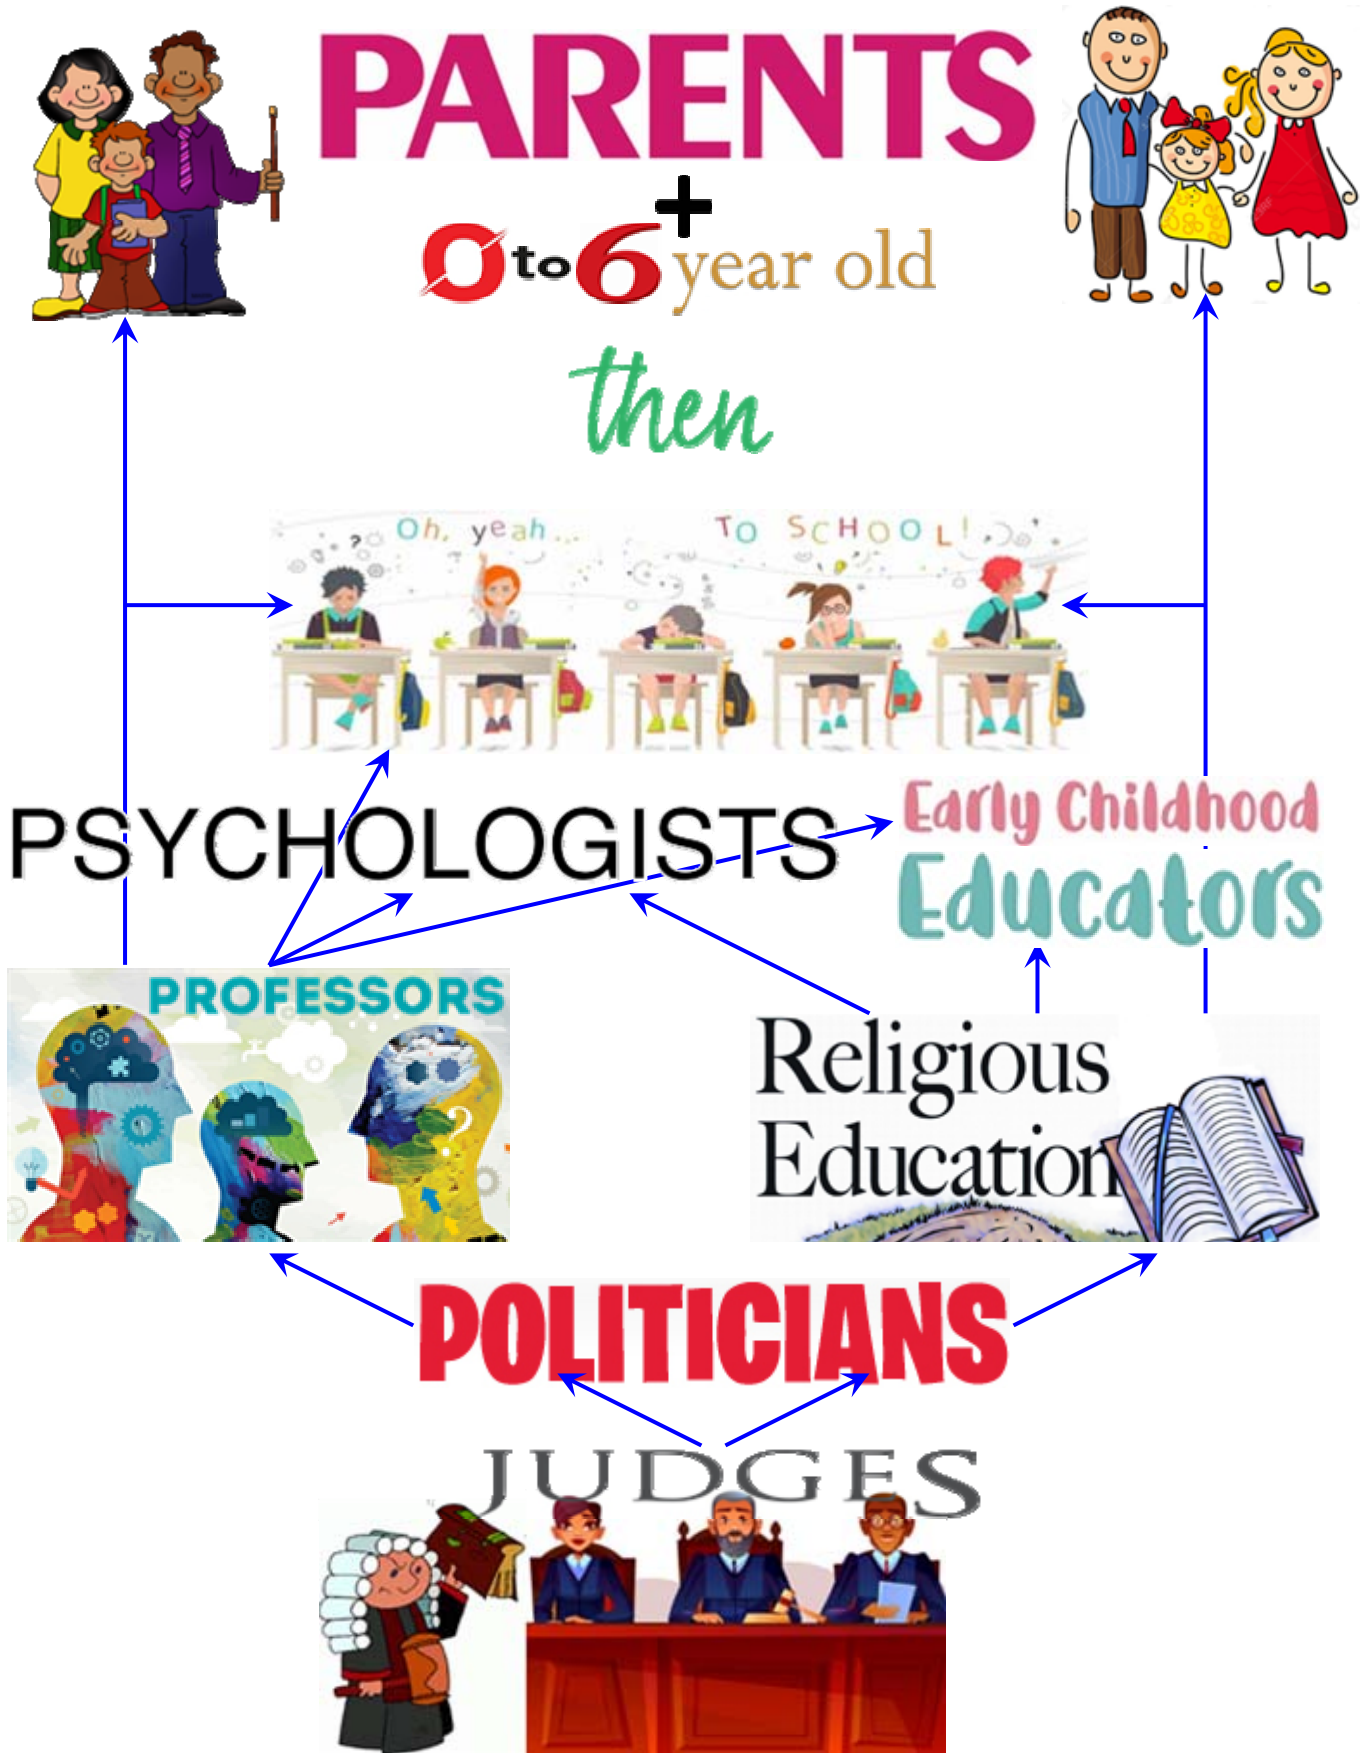 PARENTS
+
0 to 6 year old
then
Oh, yeah... TO SCHOOL!
PSYCHOLOGISTS
Early Childhood
Educators
PROFESSORS
Religious
Education
POLITICIANS
JUDGES